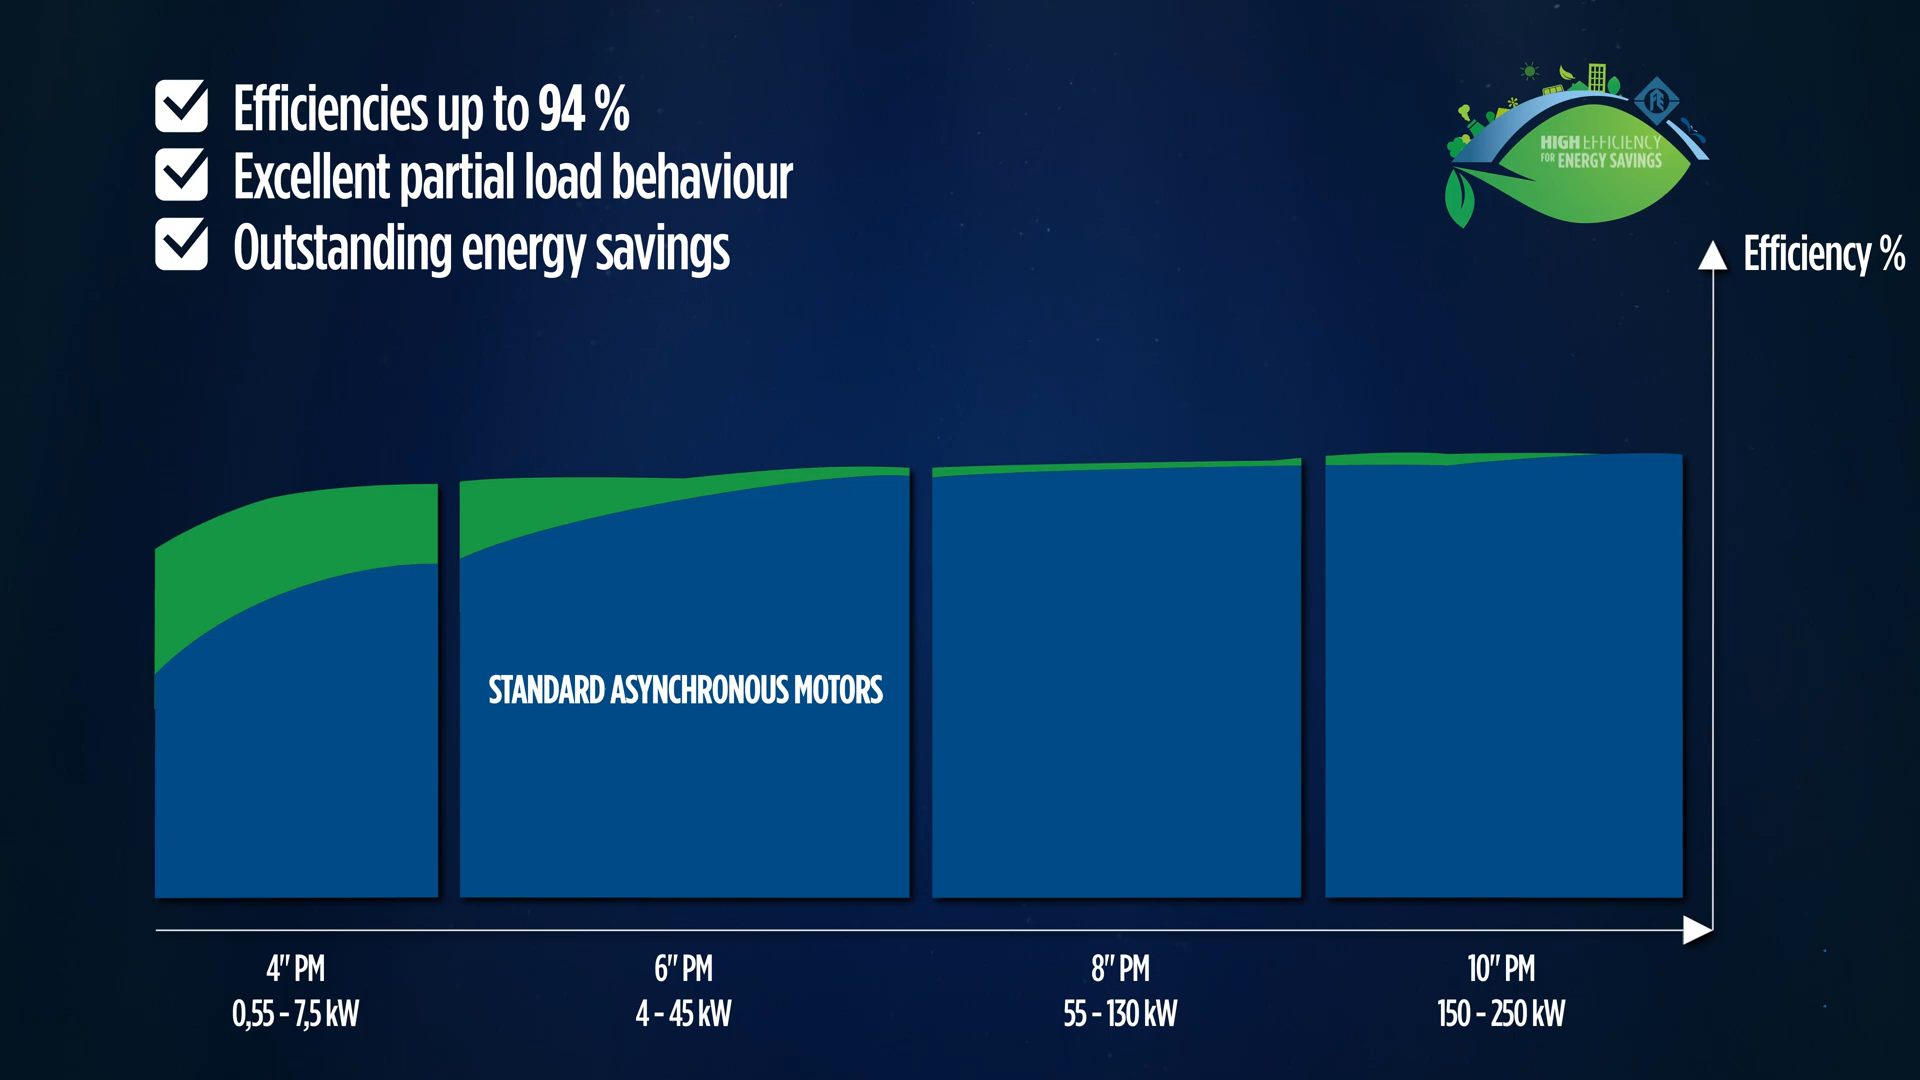 Efficiencies up to 94 %
Excellent partial load behaviour
Outstanding energy savings
HIGH EFFICIENCY
FOR ENERGY SAVINGS
Efficiency %
STANDARD ASYNCHRONOUS MOTORS
4" PM
0,55 - 7,5 kW
6" PM
4 - 45 kW
8" PM
55 - 130 kW
10" PM
150 - 250 kW